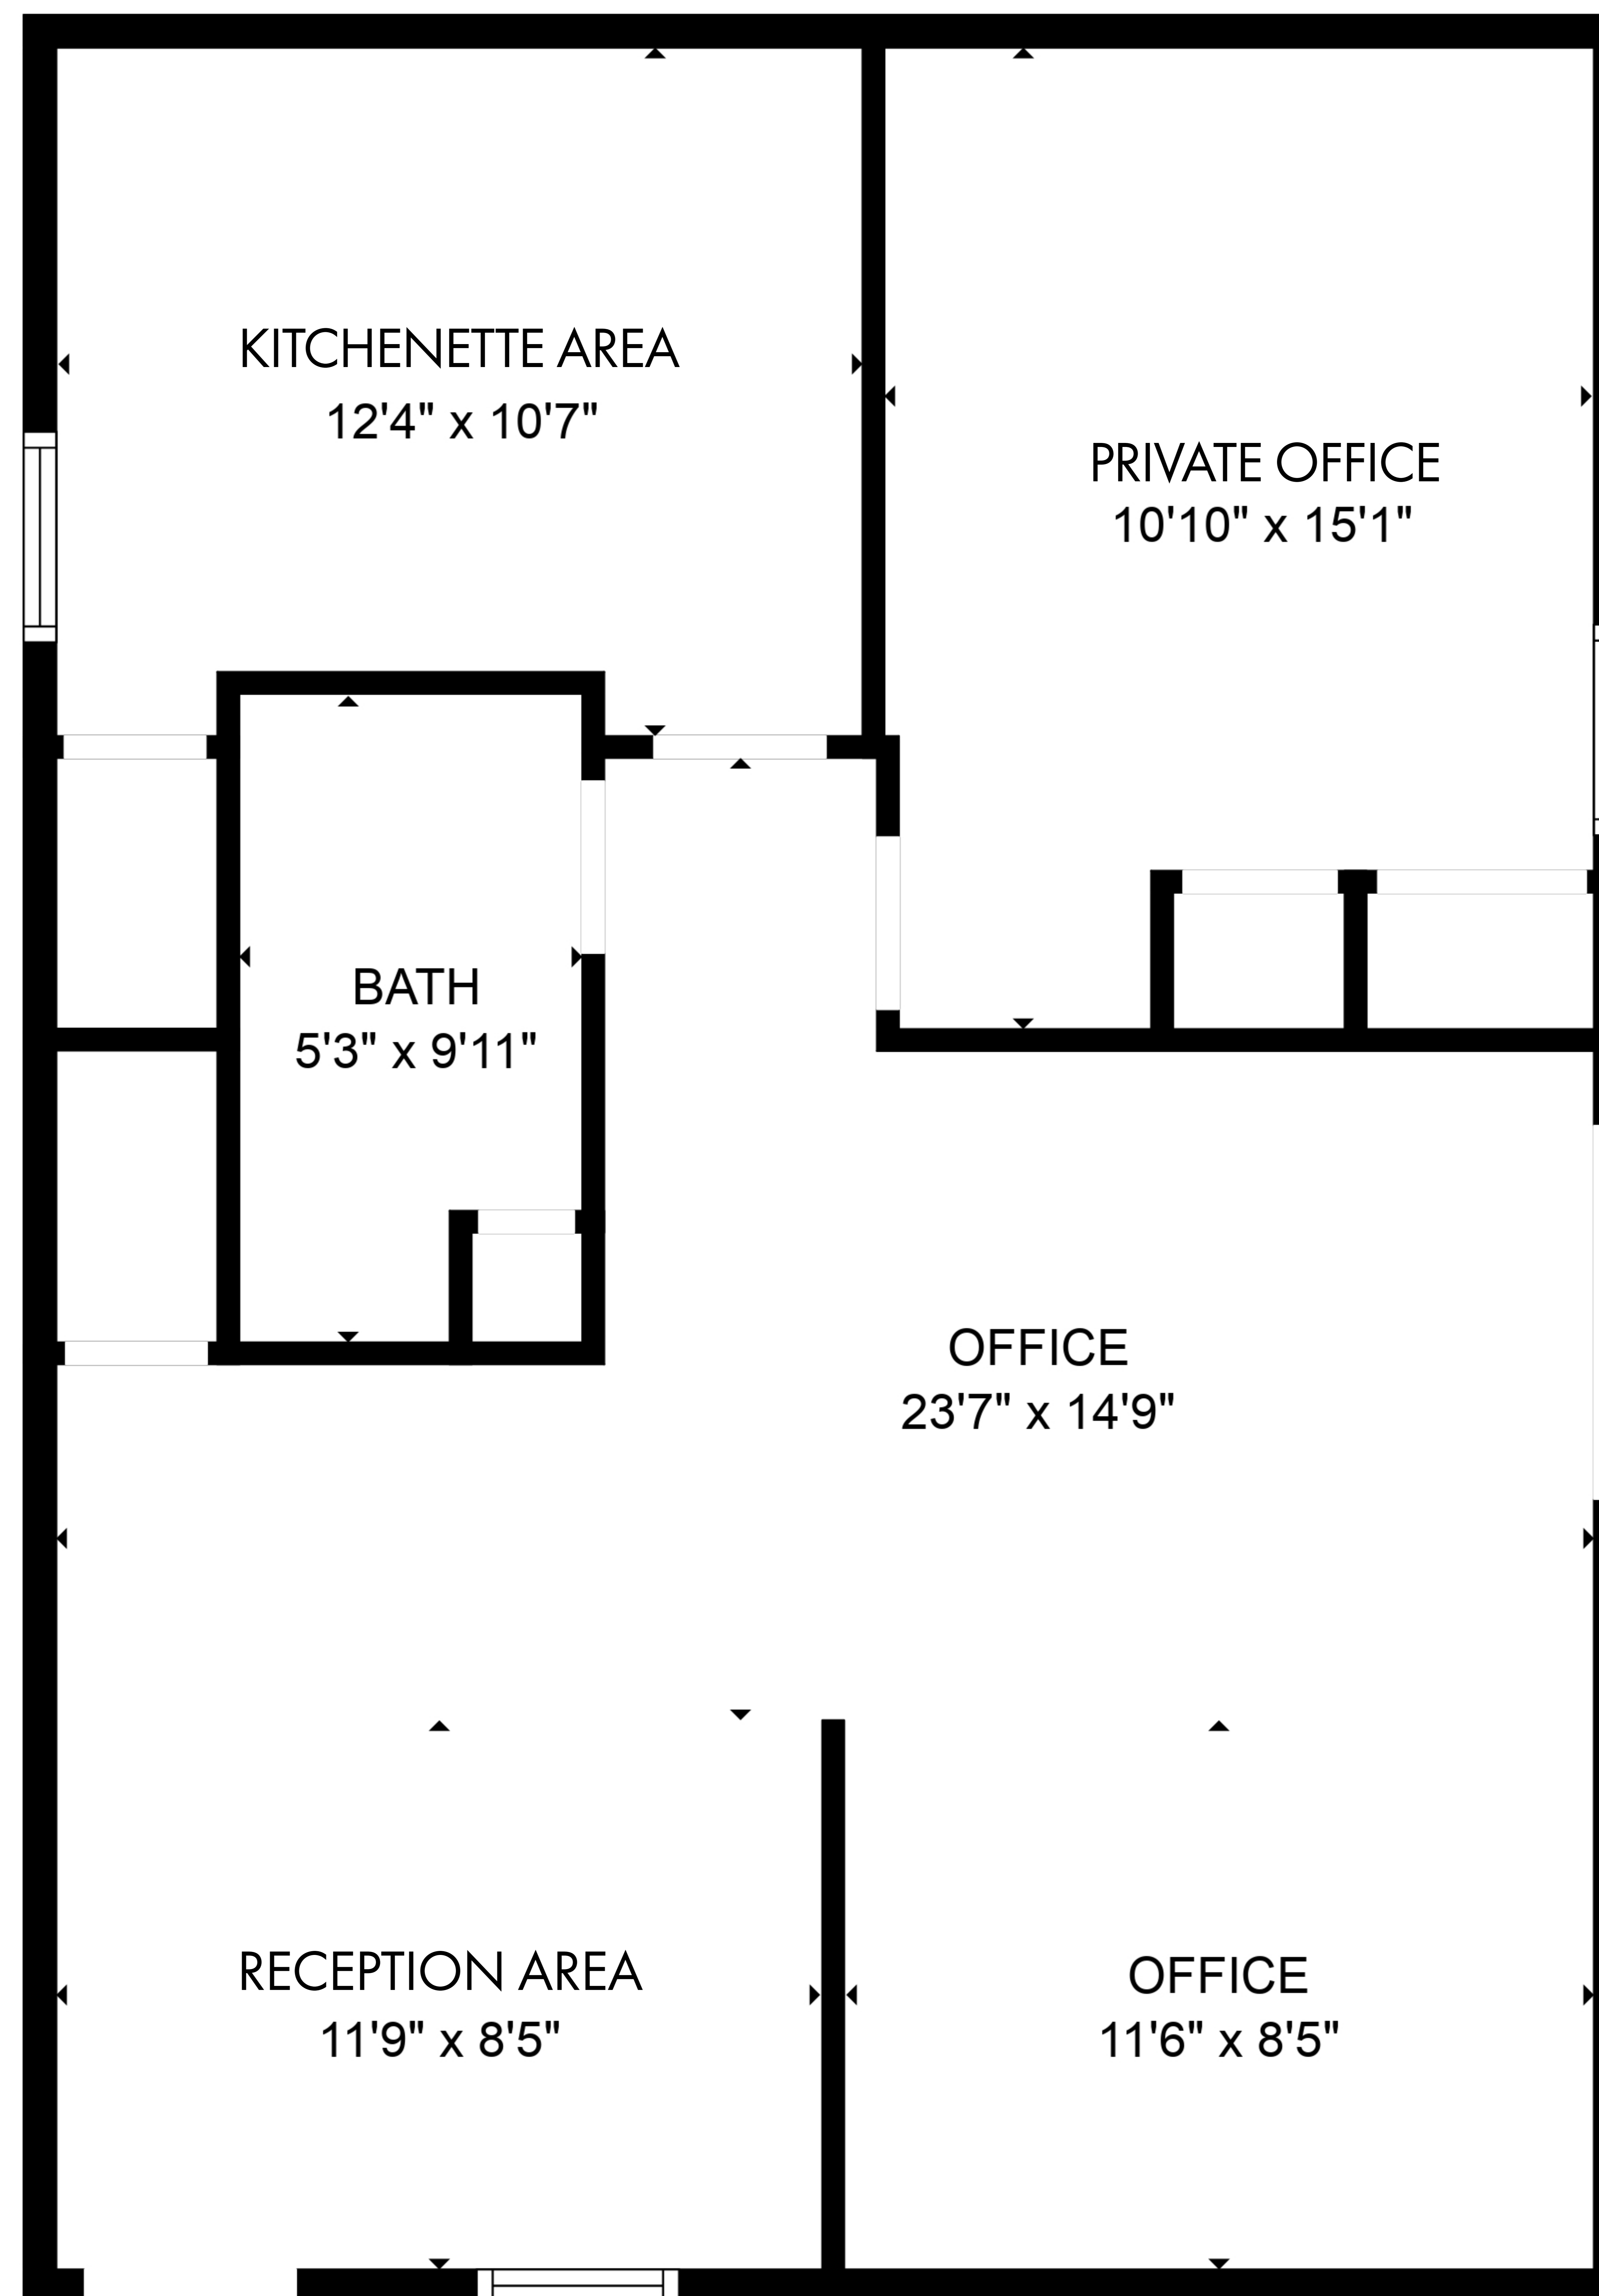 KITCHENETTE AREA
12'4" x 10'7"
PRIVATE OFFICE
10'10" x 15'1"
BATH
5'3" x 9'11"
OFFICE
23'7" x 14'9"
RECEPTION AREA
11'9" x 8'5"
OFFICE
11'6" x 8'5"